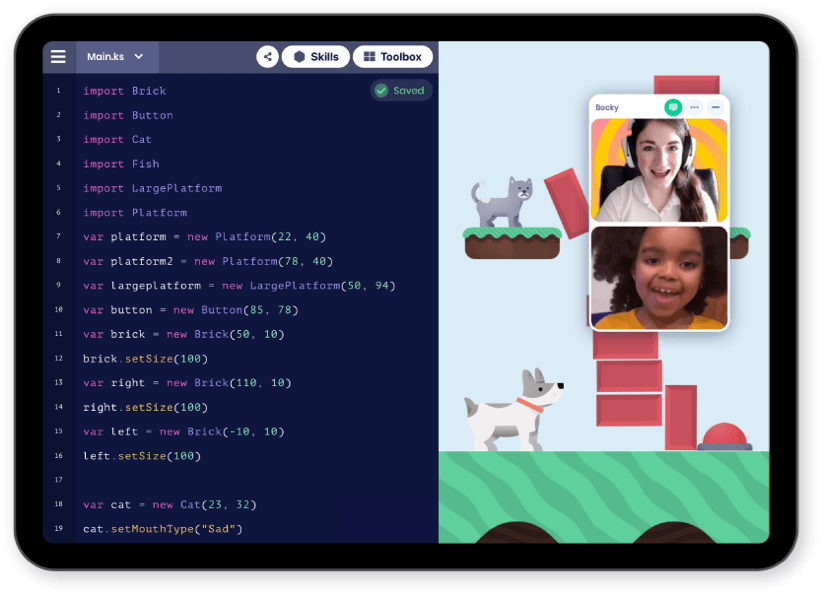 Main.ks
Skills
Toolbox
Saved
1 import Brick
2 import Button
3 import Cat
4 import Fish
5 import LargePlatform
6 import Platform
7 var platform = new Platform(22, 40)
8 var platform2 = new Platform(78, 40)
9 var largeplatform = new LargePlatform(50, 94)
10 var button = new Button(85, 78)
11 var brick = new Brick(50, 10)
12 brick.setSize(100)
13 var right = new Brick(110, 10)
14 right.setSize(100)
15 var left = new Brick(-10, 10)
16 left.setSize(100)
17
18 var cat = new Cat(23, 32)
19 cat.setMouthType("Sad")
Becky